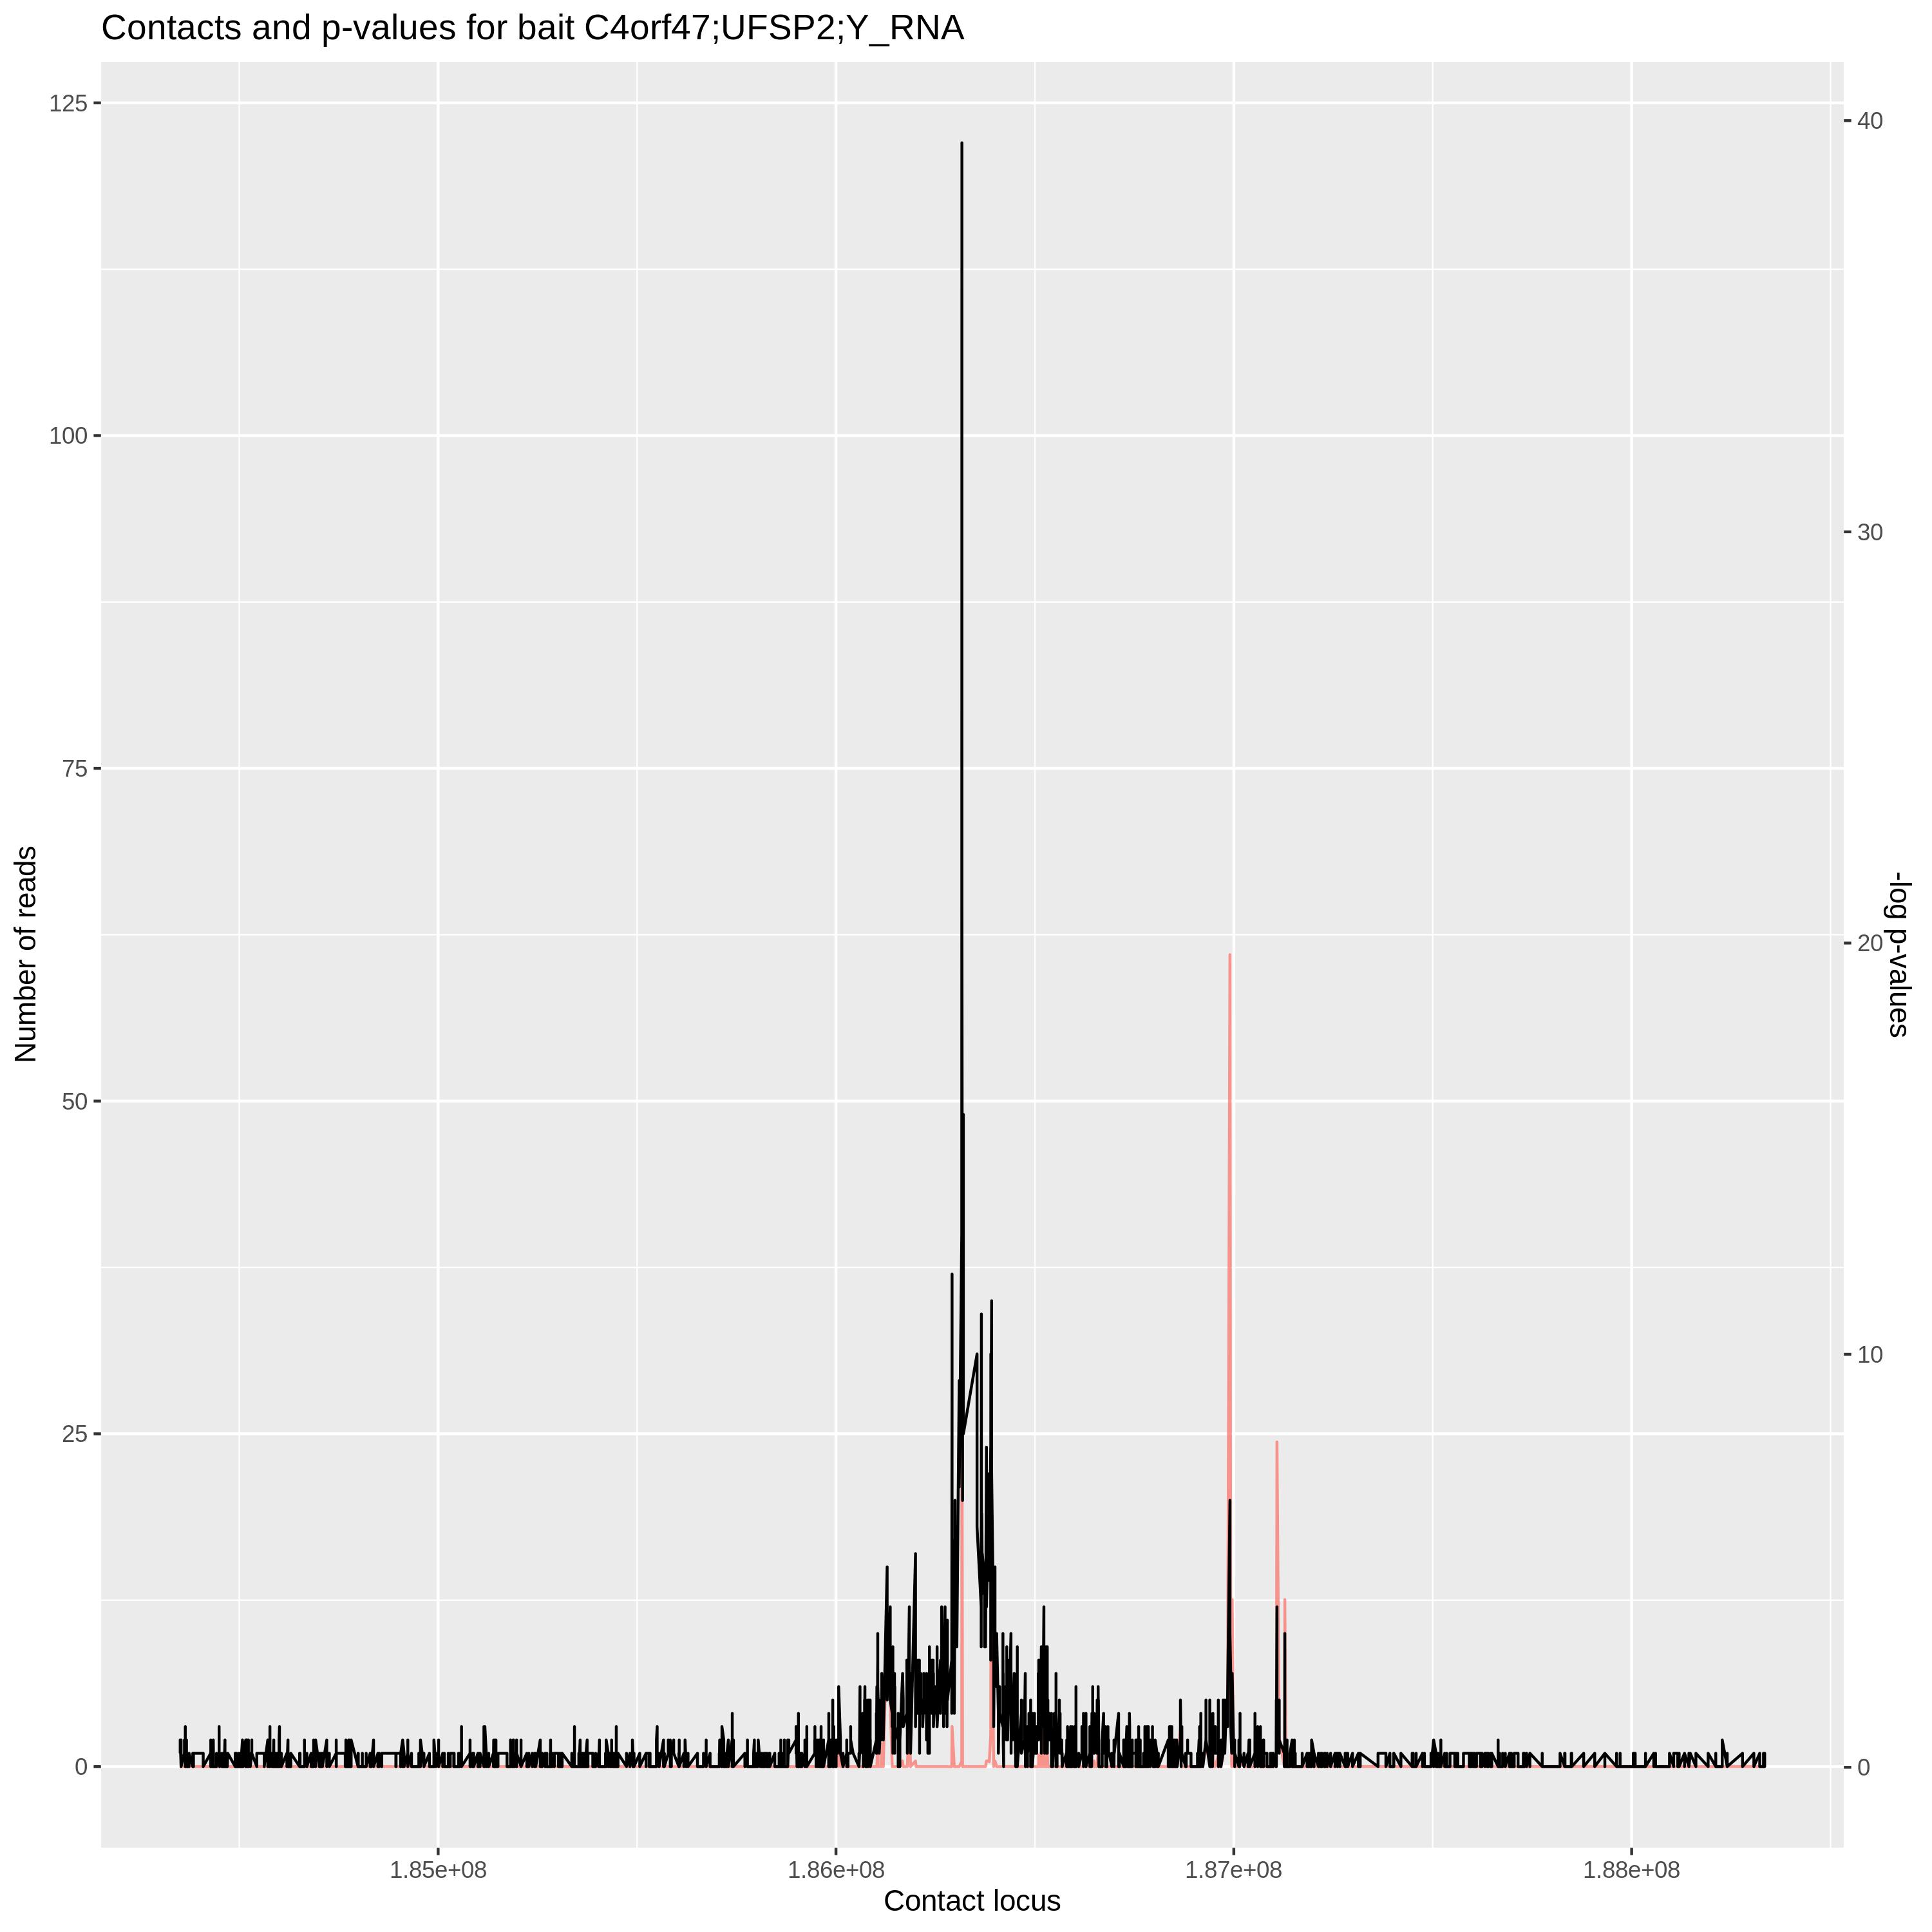 Contacts and p-values for bait C4orf47;UFSP2;Y_RNA
125
100
75
50
25
0
Number of reads
40
30
20
10
0
-log p-values
1.85e+08
1.86e+08
1.87e+08
1.88e+08
Contact locus